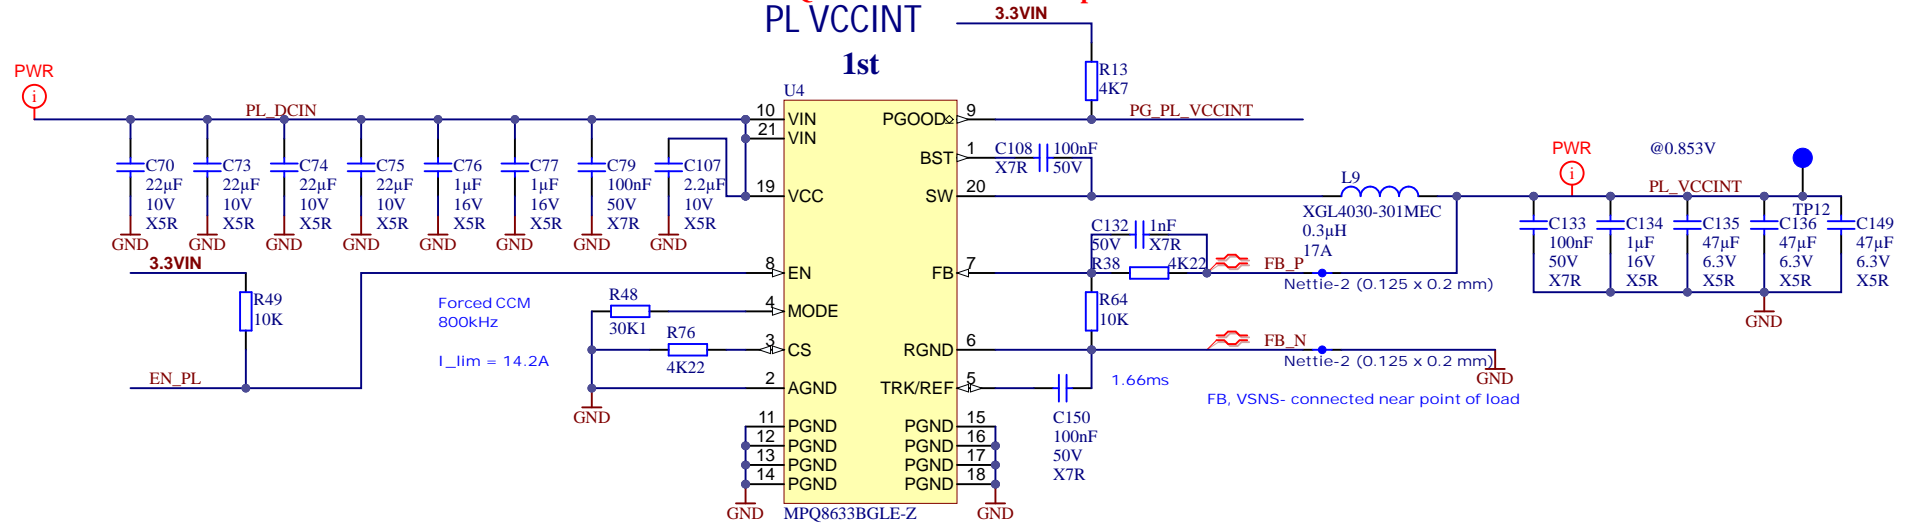 PL VCCINT
1st
3.3VIN
R13
4K7
PWR
i
PL_DCIN
C70
22µF
10V
X5R
GND
C73
22µF
10V
X5R
GND
C74
22µF
10V
X5R
GND
C75
22µF
10V
X5R
GND
C76
1µF
16V
X5R
GND
C77
1µF
16V
X5R
GND
C79
100nF
50V
X7R
GND
C107
2.2µF
10V
X5R
GND
U4
10 VIN
21 VIN
19 VCC
8 EN
4 MODE
3 CS
2 AGND
11 PGND
12 PGND
13 PGND
14 PGND
PGOOD 9
BST 1
SW 20
FB 7
RGND 6
TRK/REF 5
PGND 15
PGND 16
PGND 17
PGND 18
GND
MPQ8633BGLE-Z
GND
PG_PL_VCCINT
3.3VIN
R49
10K
EN_PL
Forced CCM
800kHz
I_lim = 14.2A
R48
30K1
R76
4K22
GND
C108
X7R
100nF
50V
L9
XGL4030-301MEC
0.3µH
17A
C132
50V
1nF
X7R
R38
4K22
FB_P
Nettie-2 (0.125 x 0.2 mm)
R64
10K
FB_N
Nettie-2 (0.125 x 0.2 mm)
GND
1.66ms
FB, VSNS- connected near point of load
C150
100nF
50V
X7R
PWR
i
@0.853V
PL_VCCINT
TP12
C133
100nF
50V
X7R
C134
1µF
16V
X5R
C135
47µF
6.3V
X5R
C136
47µF
6.3V
X5R
C149
47µF
6.3V
X5R
GND